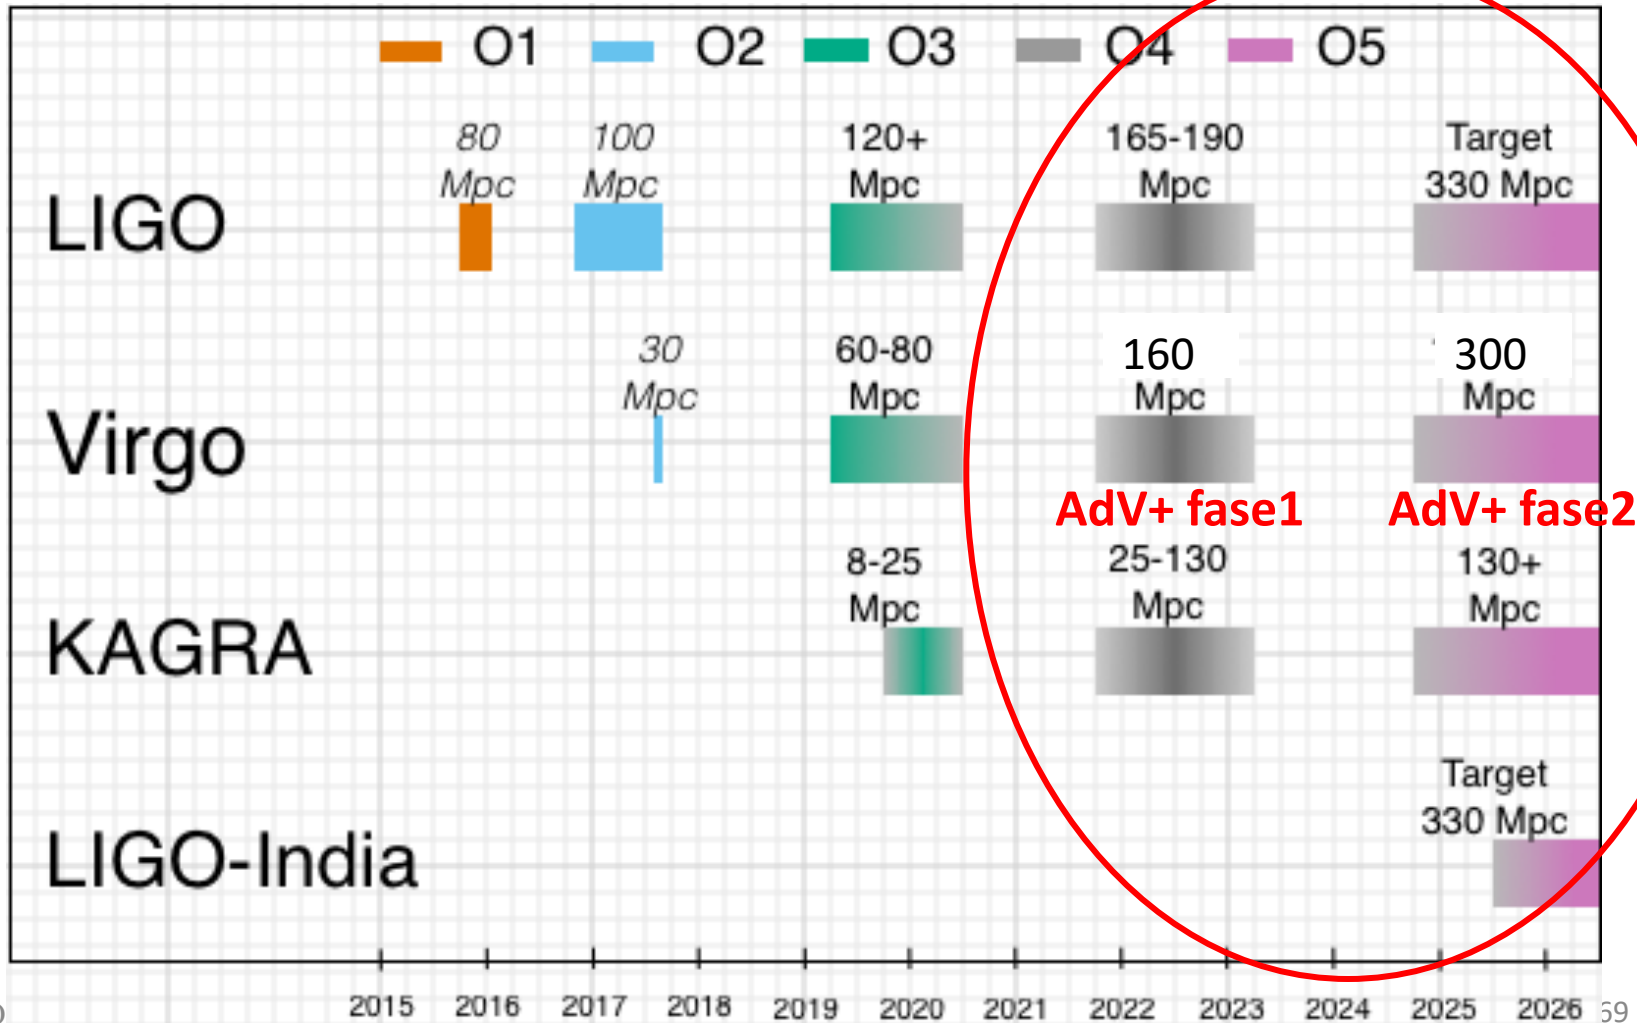 O1 O2 O3 O4 O5
80 100 120+ 165-190 Target
Mpc Mpc Mpc Mpc 330 Mpc
LIGO
30 60-80 160 300
Mpc Mpc Mpc Mpc
Virgo
AdV+ fase1 AdV+ fase2
8-25 25-130 130+
Mpc Mpc Mpc
KAGRA
Target
330 Mpc
LIGO-India
2015 2016 2017 2018 2019 2020 2021 2022 2023 2024 2025 2026
69